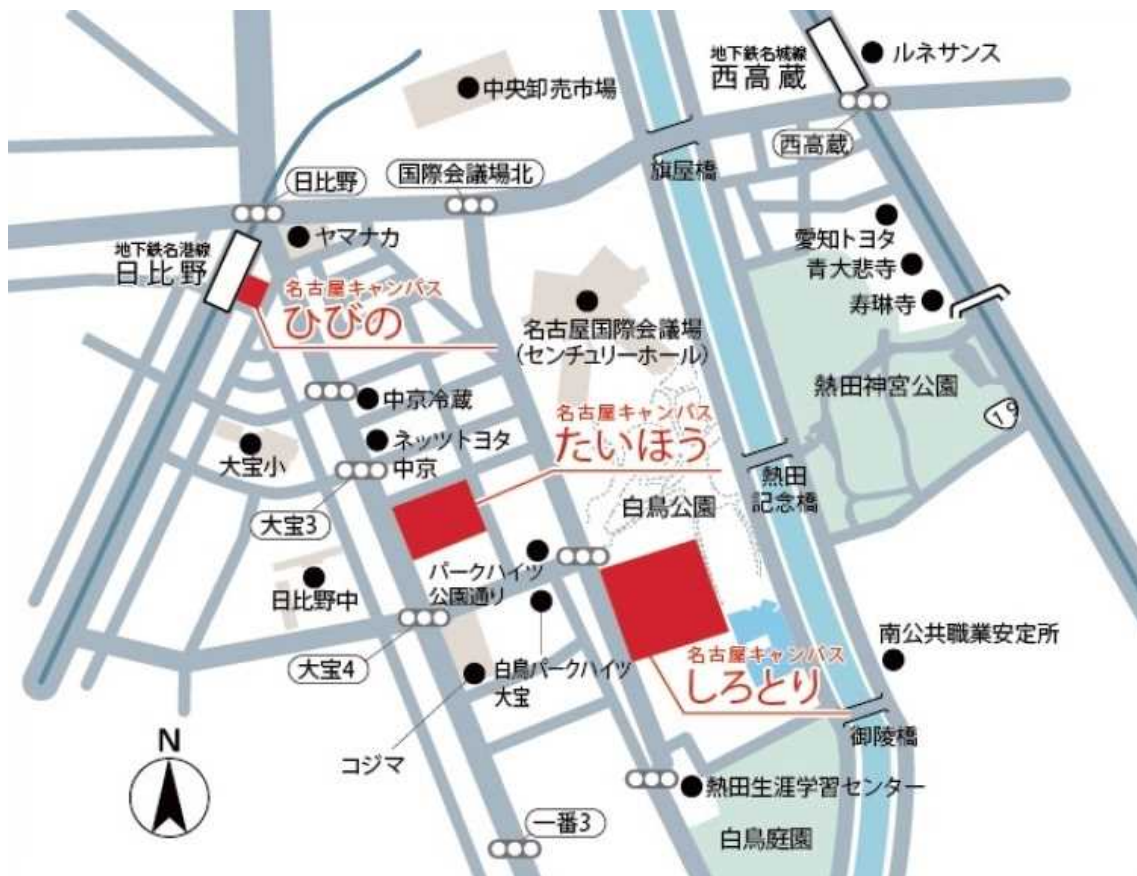 地下鉄名城線
西高蔵
ルネサンス
中央卸売市場
西高蔵
旗屋橋
日比野
国際会議場北
ヤマナカ
地下鉄名港線
日比野
愛知トヨタ
青大悲寺
寿琳寺
名古屋キャンパス
ひびの
名古屋国際会議場
(センチュリーホール)
熱田神宮公園
中京冷蔵
名古屋キャンパス
たいほう
ネッツトヨタ
中京
大宝小
熱田
記念橋
白鳥公園
大宝3
パークハイツ
公園通り
日比野中
南公共職業安定所
大宝4
白鳥パークハイツ
大宝
名古屋キャンパス
しろとり
御陵橋
N
コジマ
熱田生涯学習センター
一番3
白鳥庭園